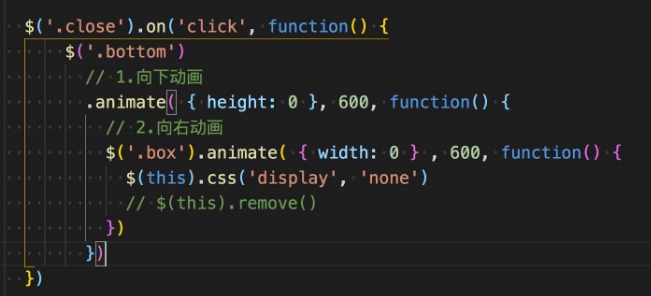 $('.close').on('click', function() {
$('.bottom')
// 1.向下动画
.animate( { height: 0 }, 600, function() {
// 2.向右动画
$('.box').animate( { width: 0 } , 600, function() {
$(this).css('display', 'none')
// $(this).remove()
})
})
})